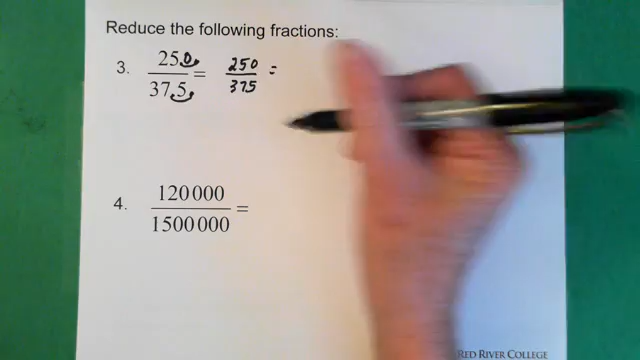 Reduce the following fractions:
3. 25.0/37.5 = 250/375 =
4. 120 000/1500 000 =
RED RIVER COLLEGE